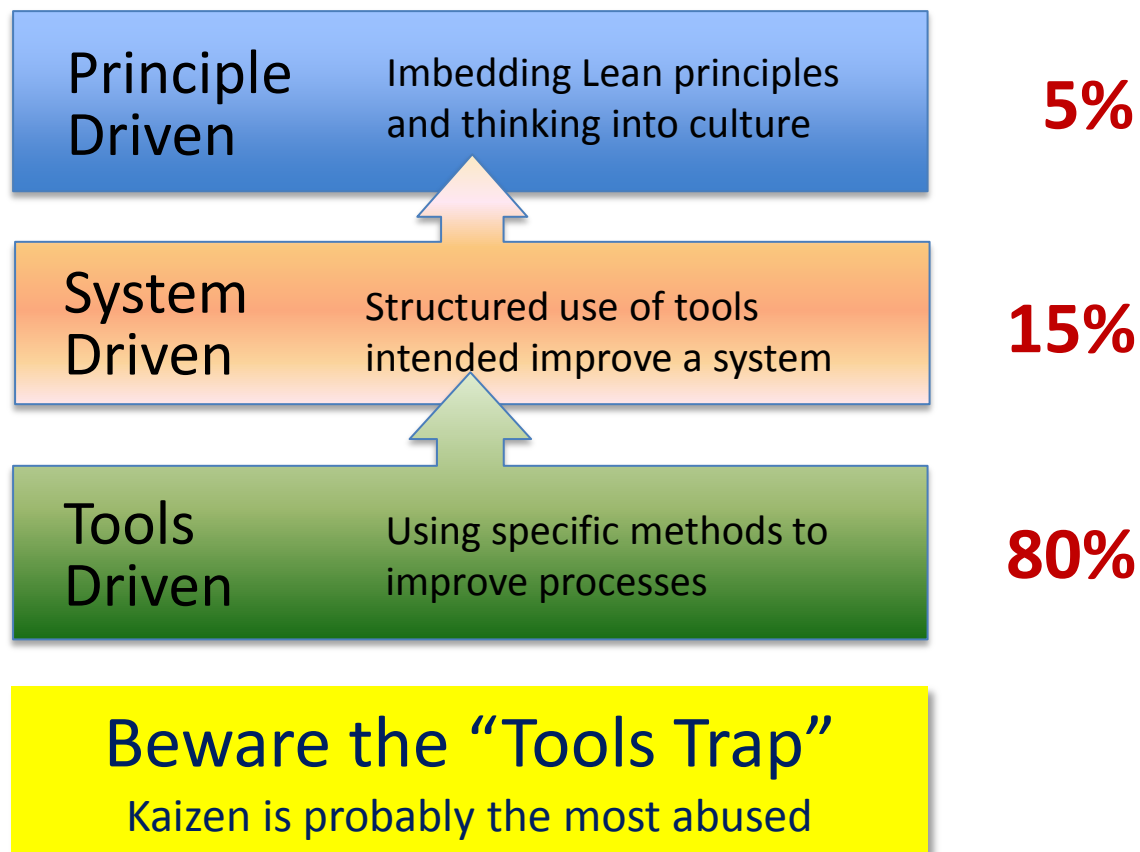 Principle
Driven
Imbedding Lean principles
and thinking into culture
5%
System
Driven
Structured use of tools
intended improve a system
15%
Tools
Driven
Using specific methods to
improve processes
80%
Beware the “Tools Trap”
Kaizen is probably the most abused